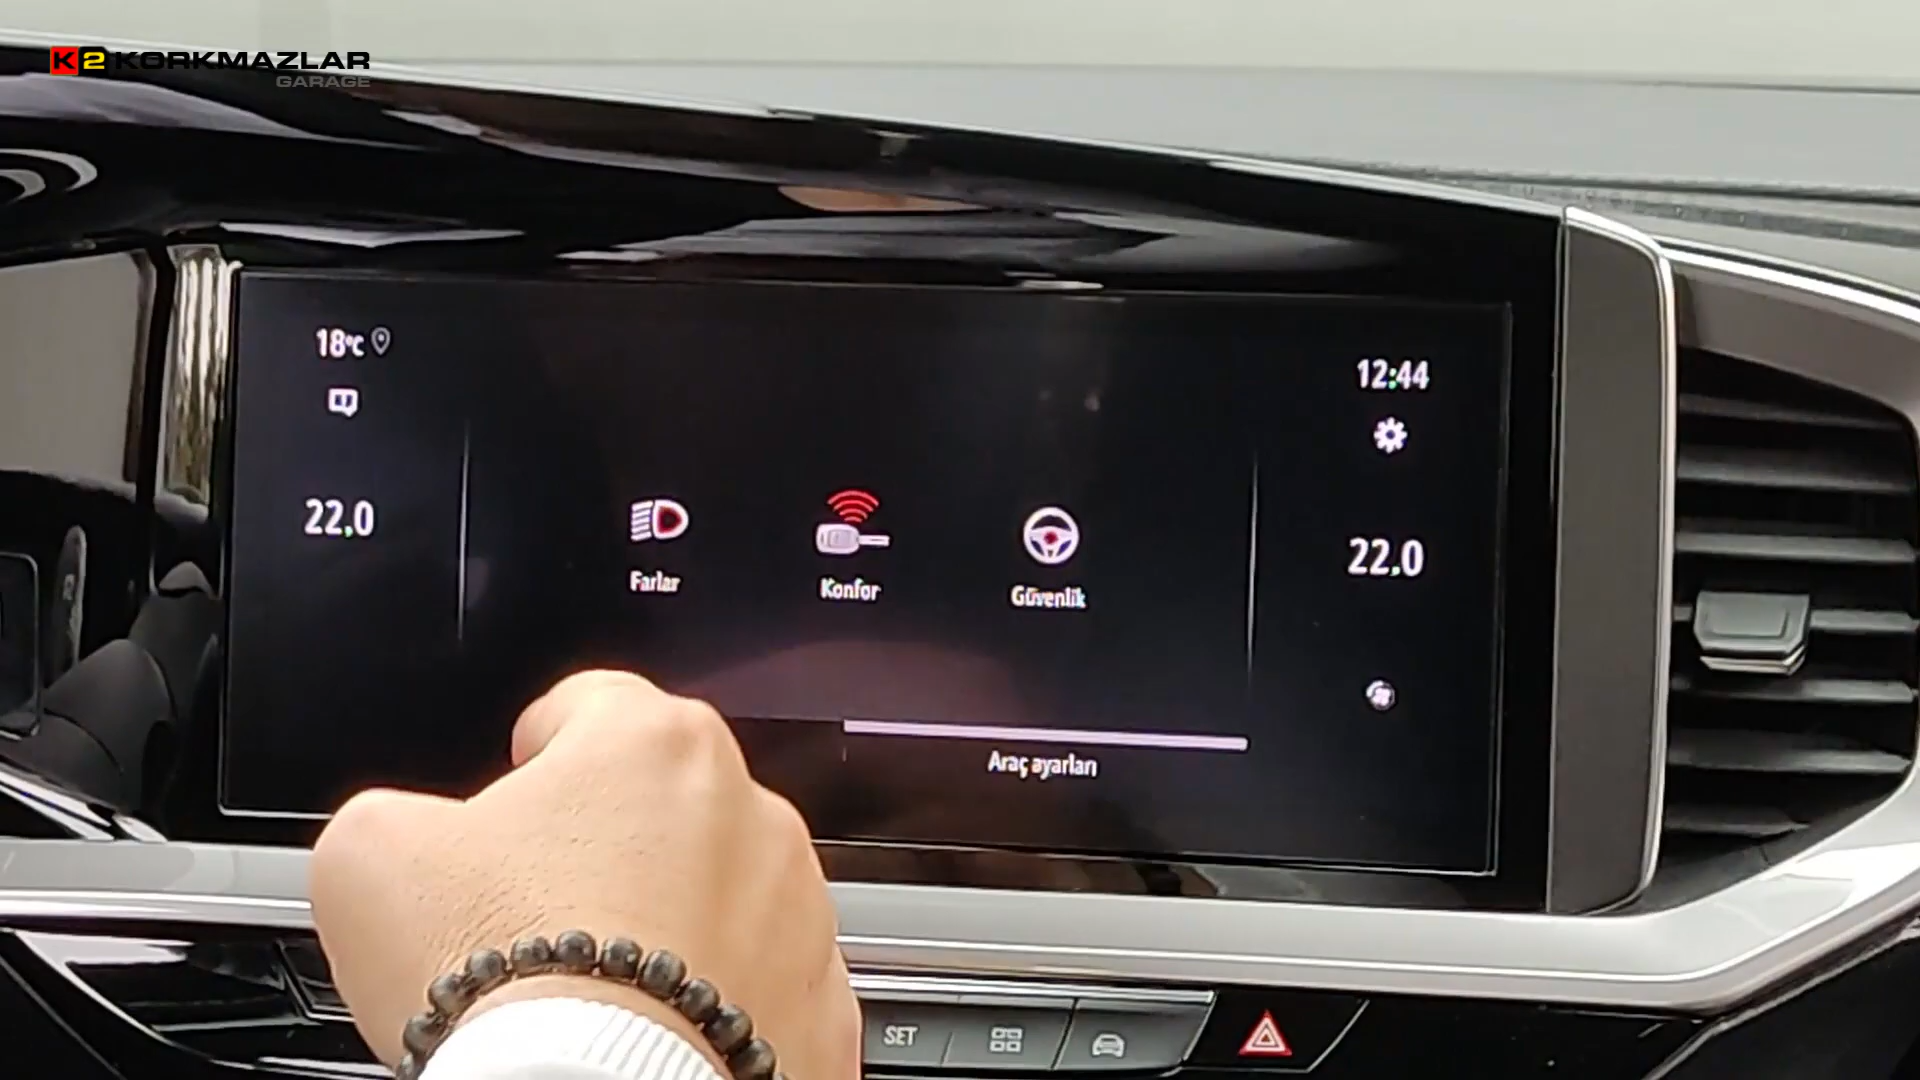 K2 KORKMAZLAR
GARAGE
18°C
12:44
22,0
22,0
Farlar
Konfor
Güvenlik
Araç ayarları
SET